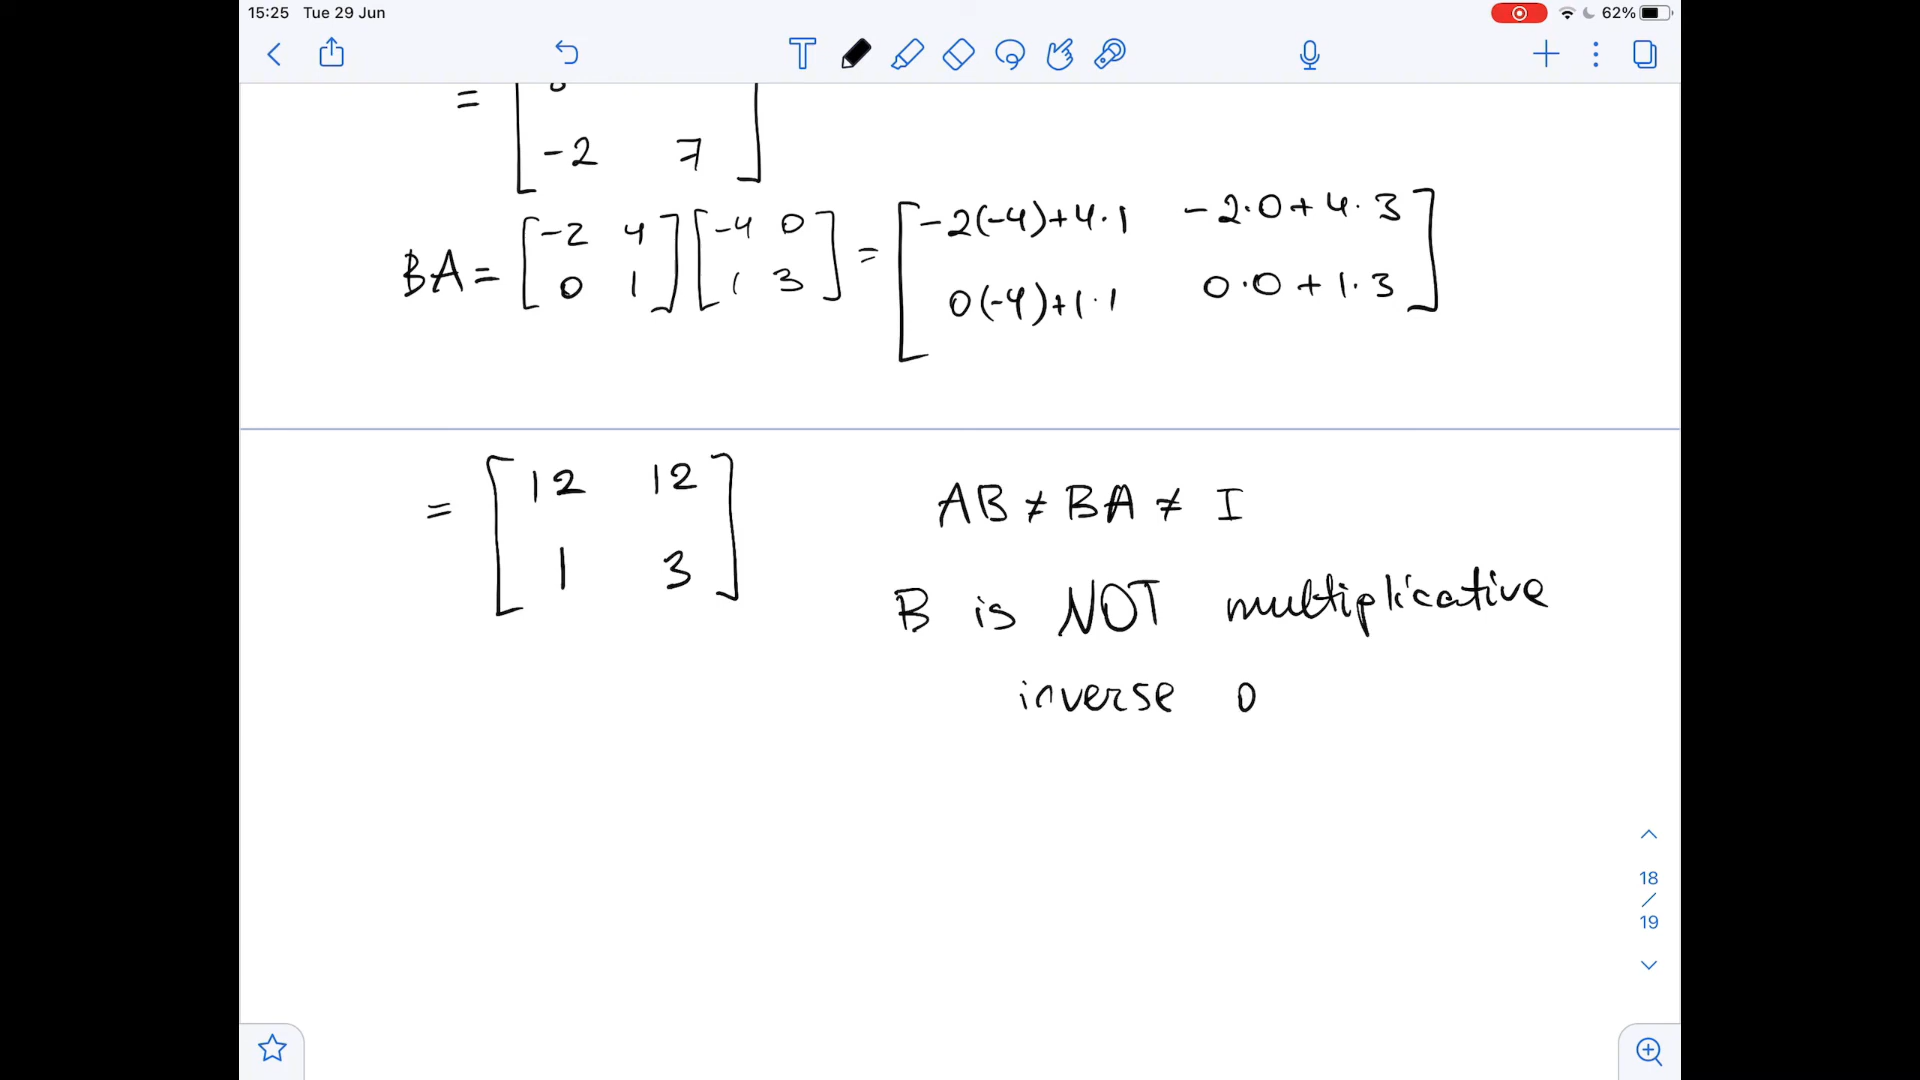 15:25 Tue 29 Jun 62%
T
=
-2 7
BA = [-2 4 [-4 0 = [-2(-4)+4·1 -2·0+4·3
0 1] 1 3] 0(-4)+1·1 0·0+1·3]
= [12 12 AB ≠ BA ≠ I
1 3]
B is NOT multiplicative
inverse o
18
/
19